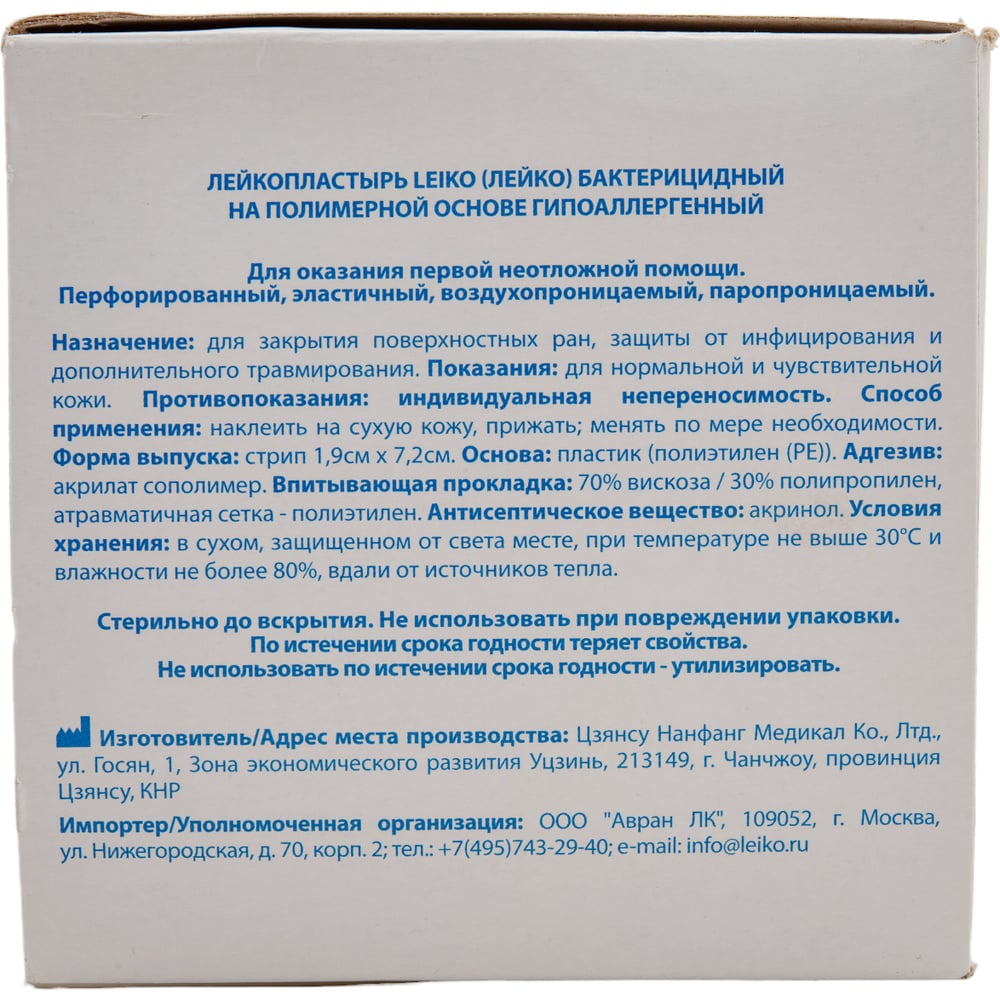 ЛЕЙКОПЛАСТЫРЬ LEIKO (ЛЕЙКО) БАКТЕРИЦИДНЫЙ
НА ПОЛИМЕРНОЙ ОСНОВЕ ГИПОАЛЛЕРГЕННЫЙ
Для оказания первой неотложной помощи.
Перфорированный, эластичный, воздухопроницаемый, паропроницаемый.
Назначение: для закрытия поверхностных ран, защиты от инфицирования и
дополнительного травмирования. Показания: для нормальной и чувствительной
кожи. Противопоказания: индивидуальная непереносимость. Способ
применения: наклеить на сухую кожу, прижать; менять по мере необходимости.
Форма выпуска: стрип 1,9см х 7,2см. Основа: пластик (полиэтилен (PE)). Адгезив:
акрилат сополимер. Впитывающая прокладка: 70% вискоза / 30% полипропилен,
атравматичная сетка - полиэтилен. Антисептическое вещество: акринол. Условия
хранения: в сухом, защищенном от света месте, при температуре не выше 30°С и
влажности не более 80%, вдали от источников тепла.
Стерильно до вскрытия. Не использовать при повреждении упаковки.
По истечении срока годности теряет свойства.
Не использовать по истечении срока годности - утилизировать.
Изготовитель/Адрес места производства: Цзянсу Нанфанг Медикал Ко., Лтд.,
ул. Госян, 1, Зона экономического развития Уцзинь, 213149, г. Чанчжоу, провинция
Цзянсу, КНР
Импортер/Уполномоченная организация: ООО "Авран ЛК", 109052, г. Москва,
ул. Нижегородская, д. 70, корп. 2; тел.: +7(495)743-29-40; e-mail: info@leiko.ru